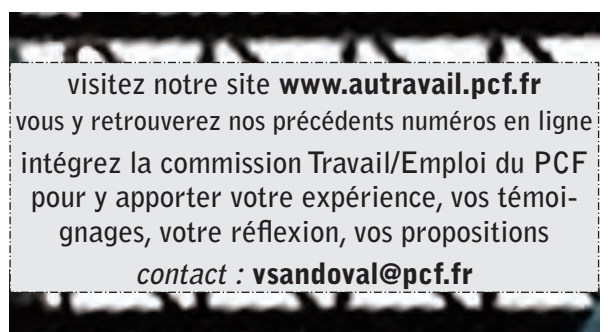 visitez notre site www.autravail.pcf.fr
vous y retrouverez nos précédents numéros en ligne
intégrez la commission Travail/Emploi du PCF
pour y apporter votre expérience, vos témoi-
gnages, votre réflexion, vos propositions
contact : vsandoval@pcf.fr